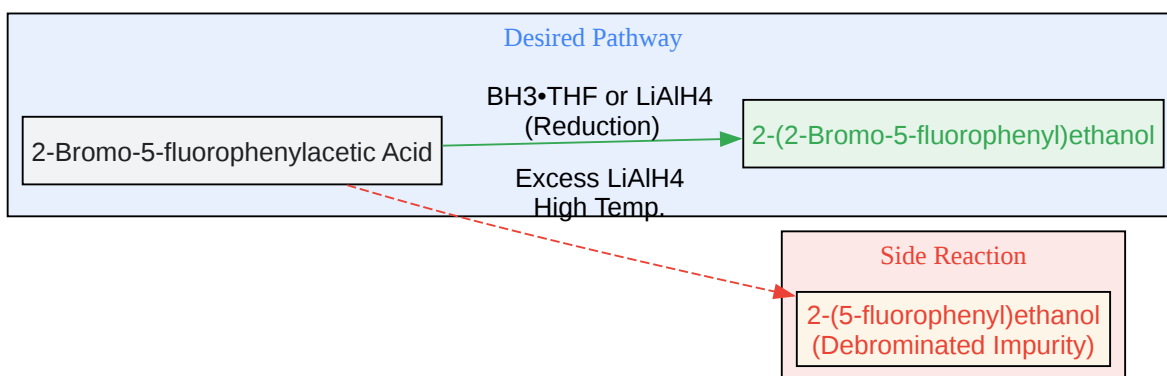 Desired Pathway
BH3•THF or LiAlH4
(Reduction)
2-Bromo-5-fluorophenylacetic Acid
2-(2-Bromo-5-fluorophenyl)ethanol
Excess LiAlH4
High Temp.
Side Reaction
2-(5-fluorophenyl)ethanol
(Debrominated Impurity)